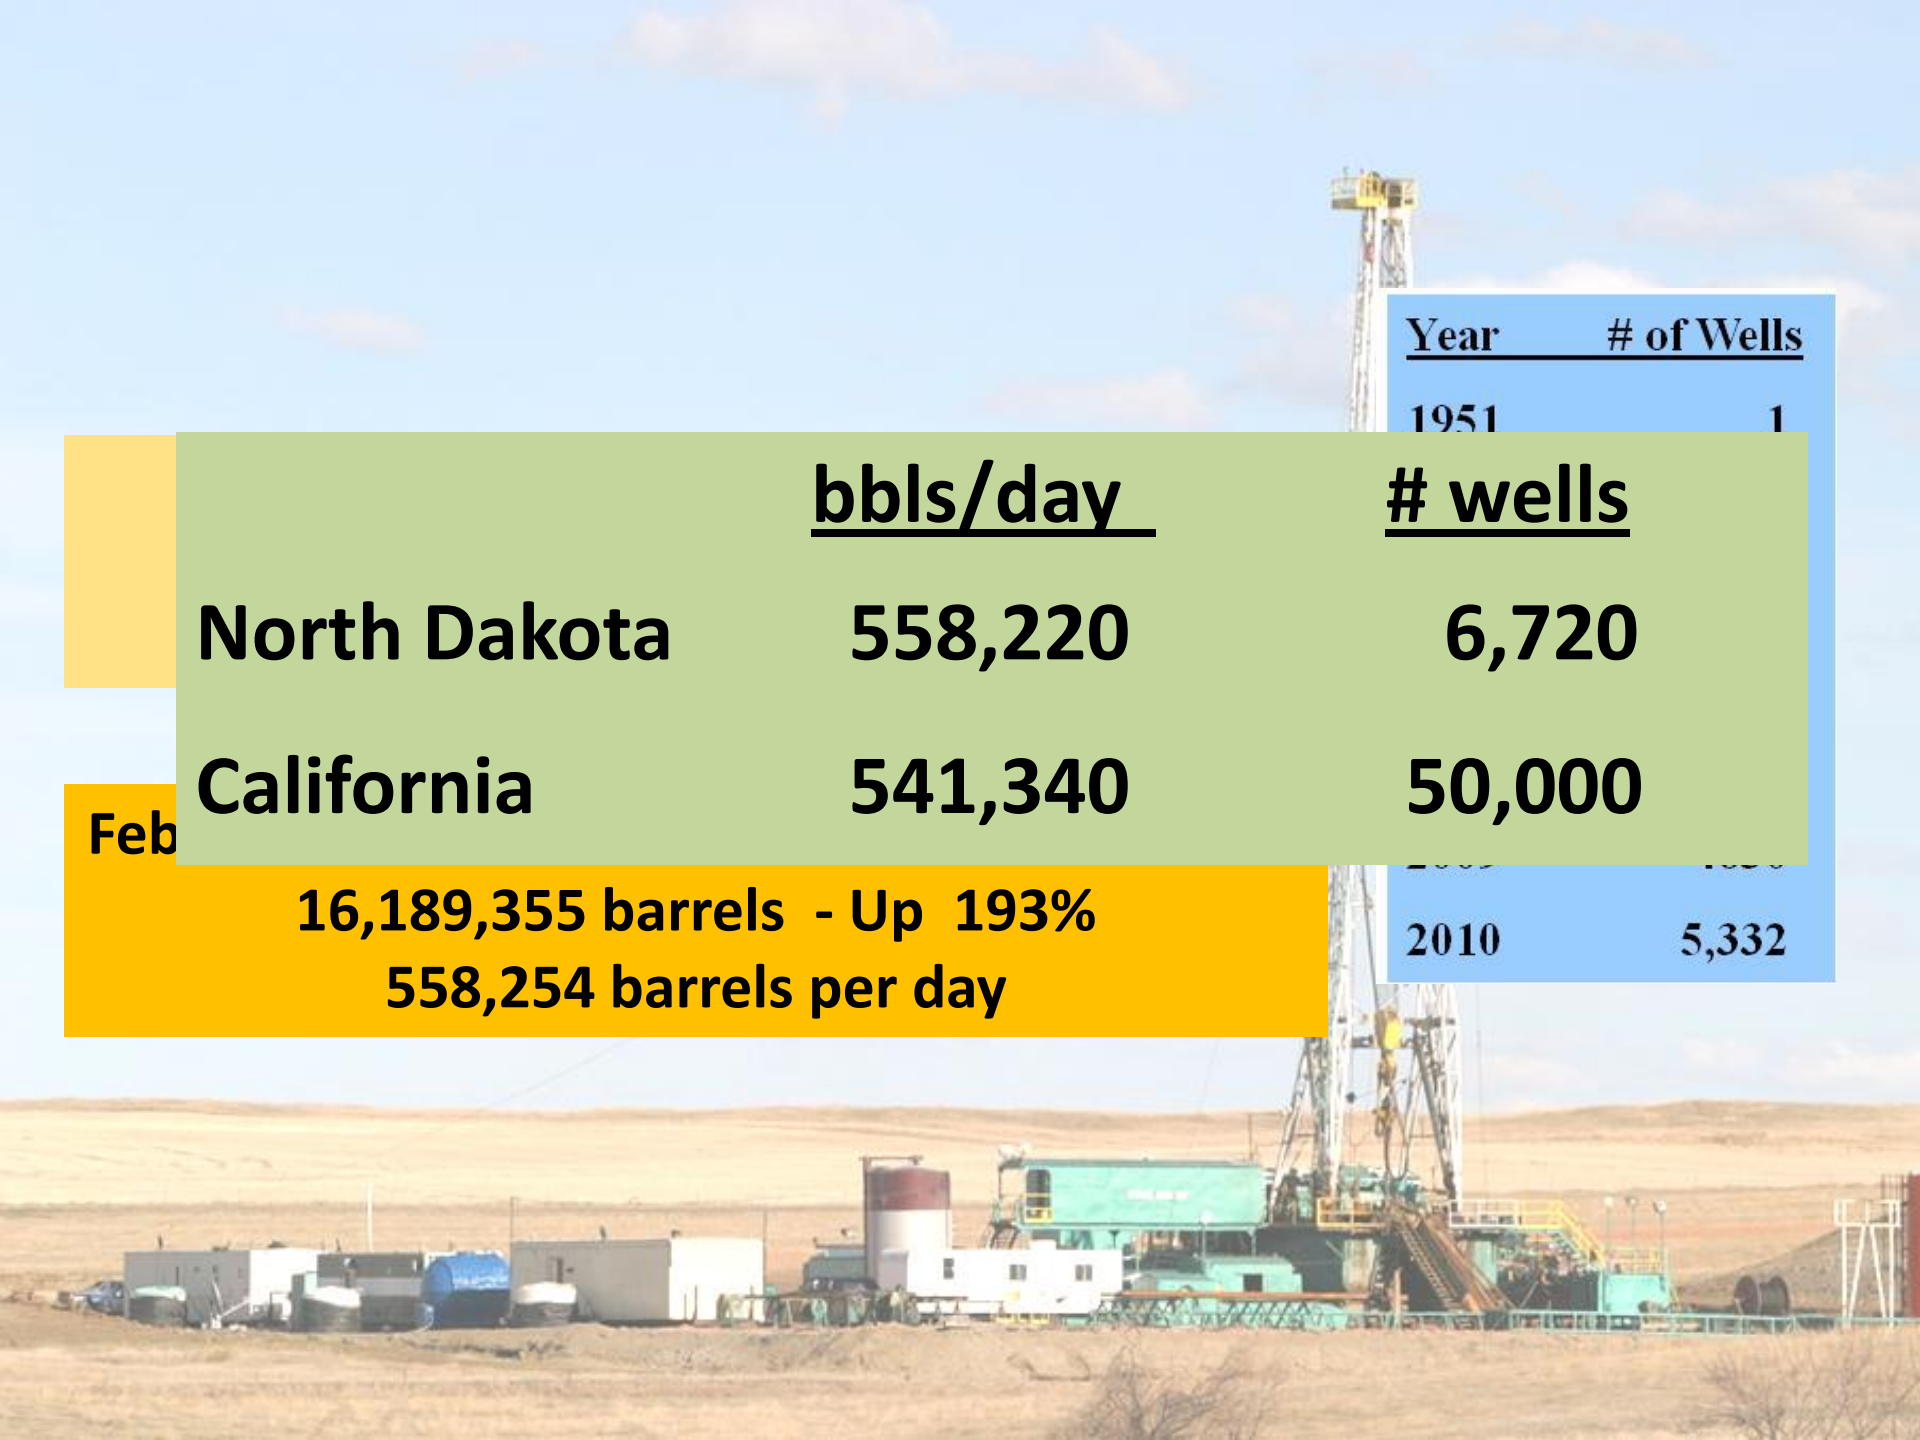 Year # of Wells
1951 1
bbls/day # wells
North Dakota 558,220 6,720
California 541,340 50,000
Feb
16,189,355 barrels - Up 193%
558,254 barrels per day
2010 5,332